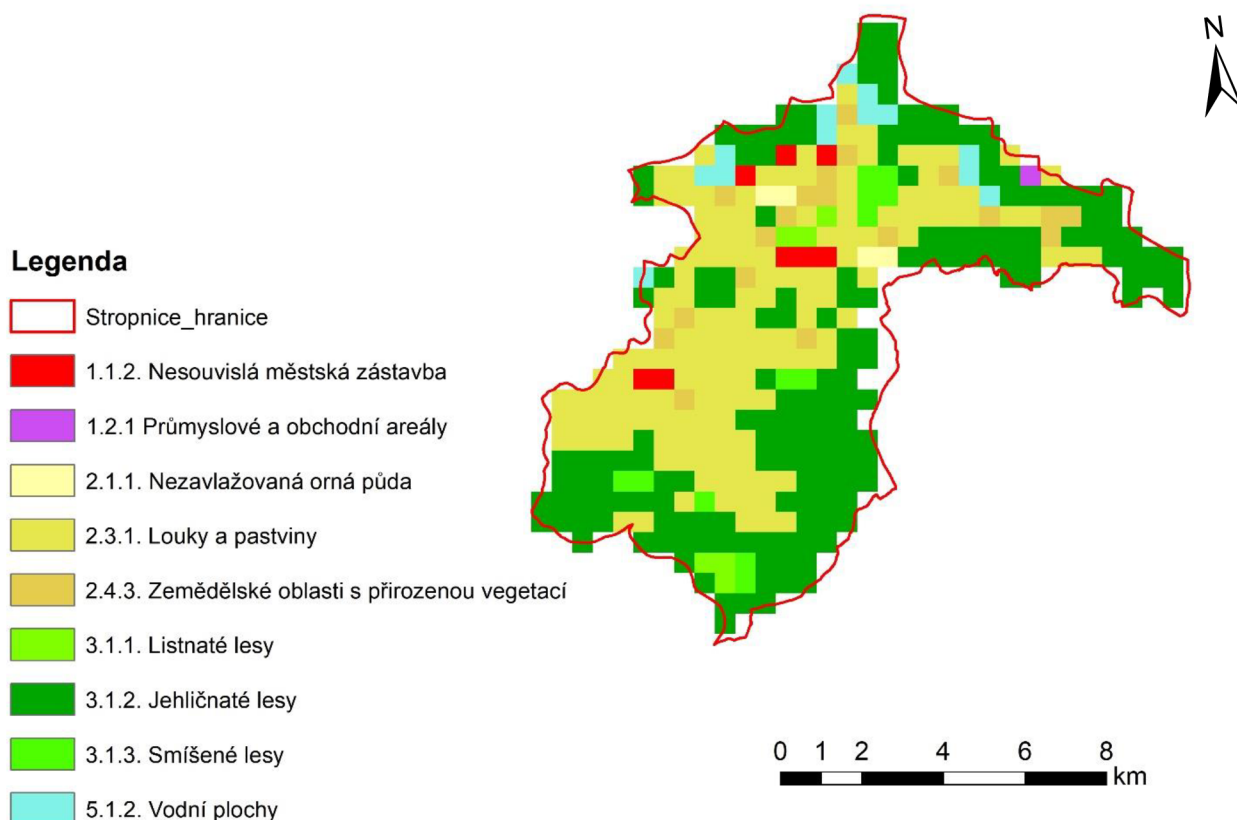 N
Legenda
Stropnice_hranice
1.1.2. Nesouvislá městská zástavba
1.2.1 Průmyslové a obchodní areály
2.1.1. Nezavlažovaná orná půda
2.3.1. Louky a pastviny
2.4.3. Zemědělské oblasti s přirozenou vegetací
3.1.1. Listnaté lesy
3.1.2. Jehličnaté lesy
3.1.3. Smíšené lesy
5.1.2. Vodní plochy
0 1 2 4 6 8
km